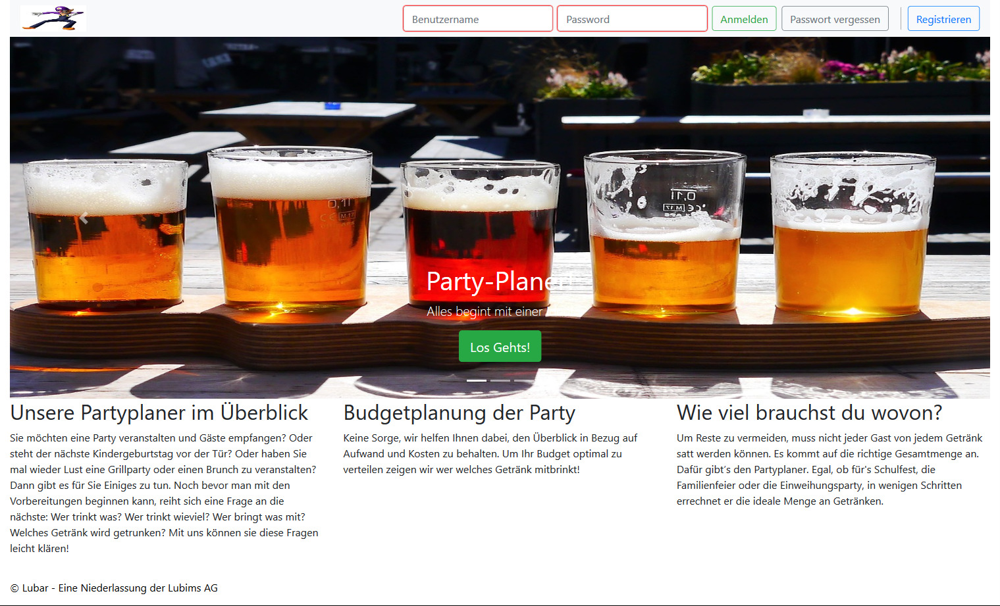 Benutzername
Password
Anmelden
Passwort vergessen
Registrieren
0,1l
CE M 17
0,1l
M 17 CE
Party-Planer!
Alles begint mit einer
Los Gehts!
Unsere Partyplaner im Überblick
Sie möchten eine Party veranstalten und Gäste empfangen? Oder
steht der nächste Kindergeburtstag vor der Tür? Oder haben Sie
mal wieder Lust eine Grillparty oder einen Brunch zu veranstalten?
Dann gibt es für Sie Einiges zu tun. Noch bevor man mit den
Vorbereitungen beginnen kann, reiht sich eine Frage an die
nächste: Wer trinkt was? Wer trinkt wieviel? Wer bringt was mit?
Welches Getränk wird getrunken? Mit uns können sie diese Fragen
leicht klären!
Budgetplanung der Party
Keine Sorge, wir helfen Ihnen dabei, den Überblick in Bezug auf
Aufwand und Kosten zu behalten. Um Ihr Budget optimal zu
verteilen zeigen wir wer welches Getränk mitbrinkt!
Wie viel brauchst du wovon?
Um Reste zu vermeiden, muss nicht jeder Gast von jedem Getränk
satt werden können. Es kommt auf die richtige Gesamtmenge an.
Dafür gibt’s den Partyplaner. Egal, ob für's Schulfest, die
Familienfeier oder die Einweihungsparty, in wenigen Schritten
errechnet er die ideale Menge an Getränken.
© Lubar - Eine Niederlassung der Lubims AG